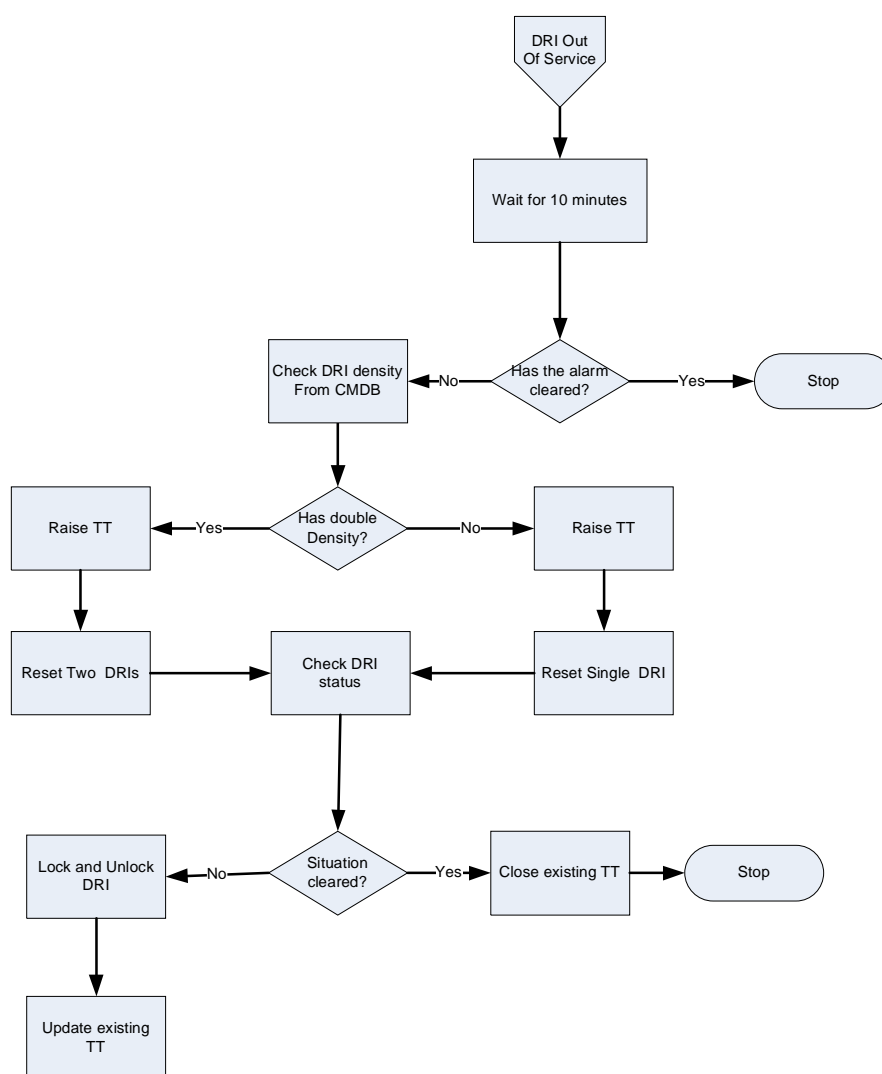 DRI Out
Of Service
Wait for 10 minutes
Check DRI density
From CMDB
No
Has the alarm
cleared?
Yes
Stop
Raise TT
Yes
Has double
Density?
No
Raise TT
Reset Two DRIs
Check DRI
status
Reset Single DRI
Lock and Unlock
DRI
No
Situation
cleared?
Yes
Close existing TT
Stop
Update existing
TT